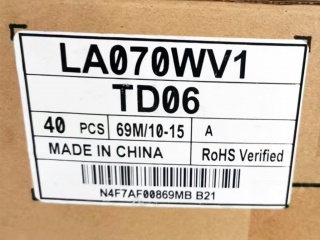 LA070WV1
TD06
40 PCS 69M/10-15 A
MADE IN CHINA RoHS Verified
N4F7AF00869MB B21